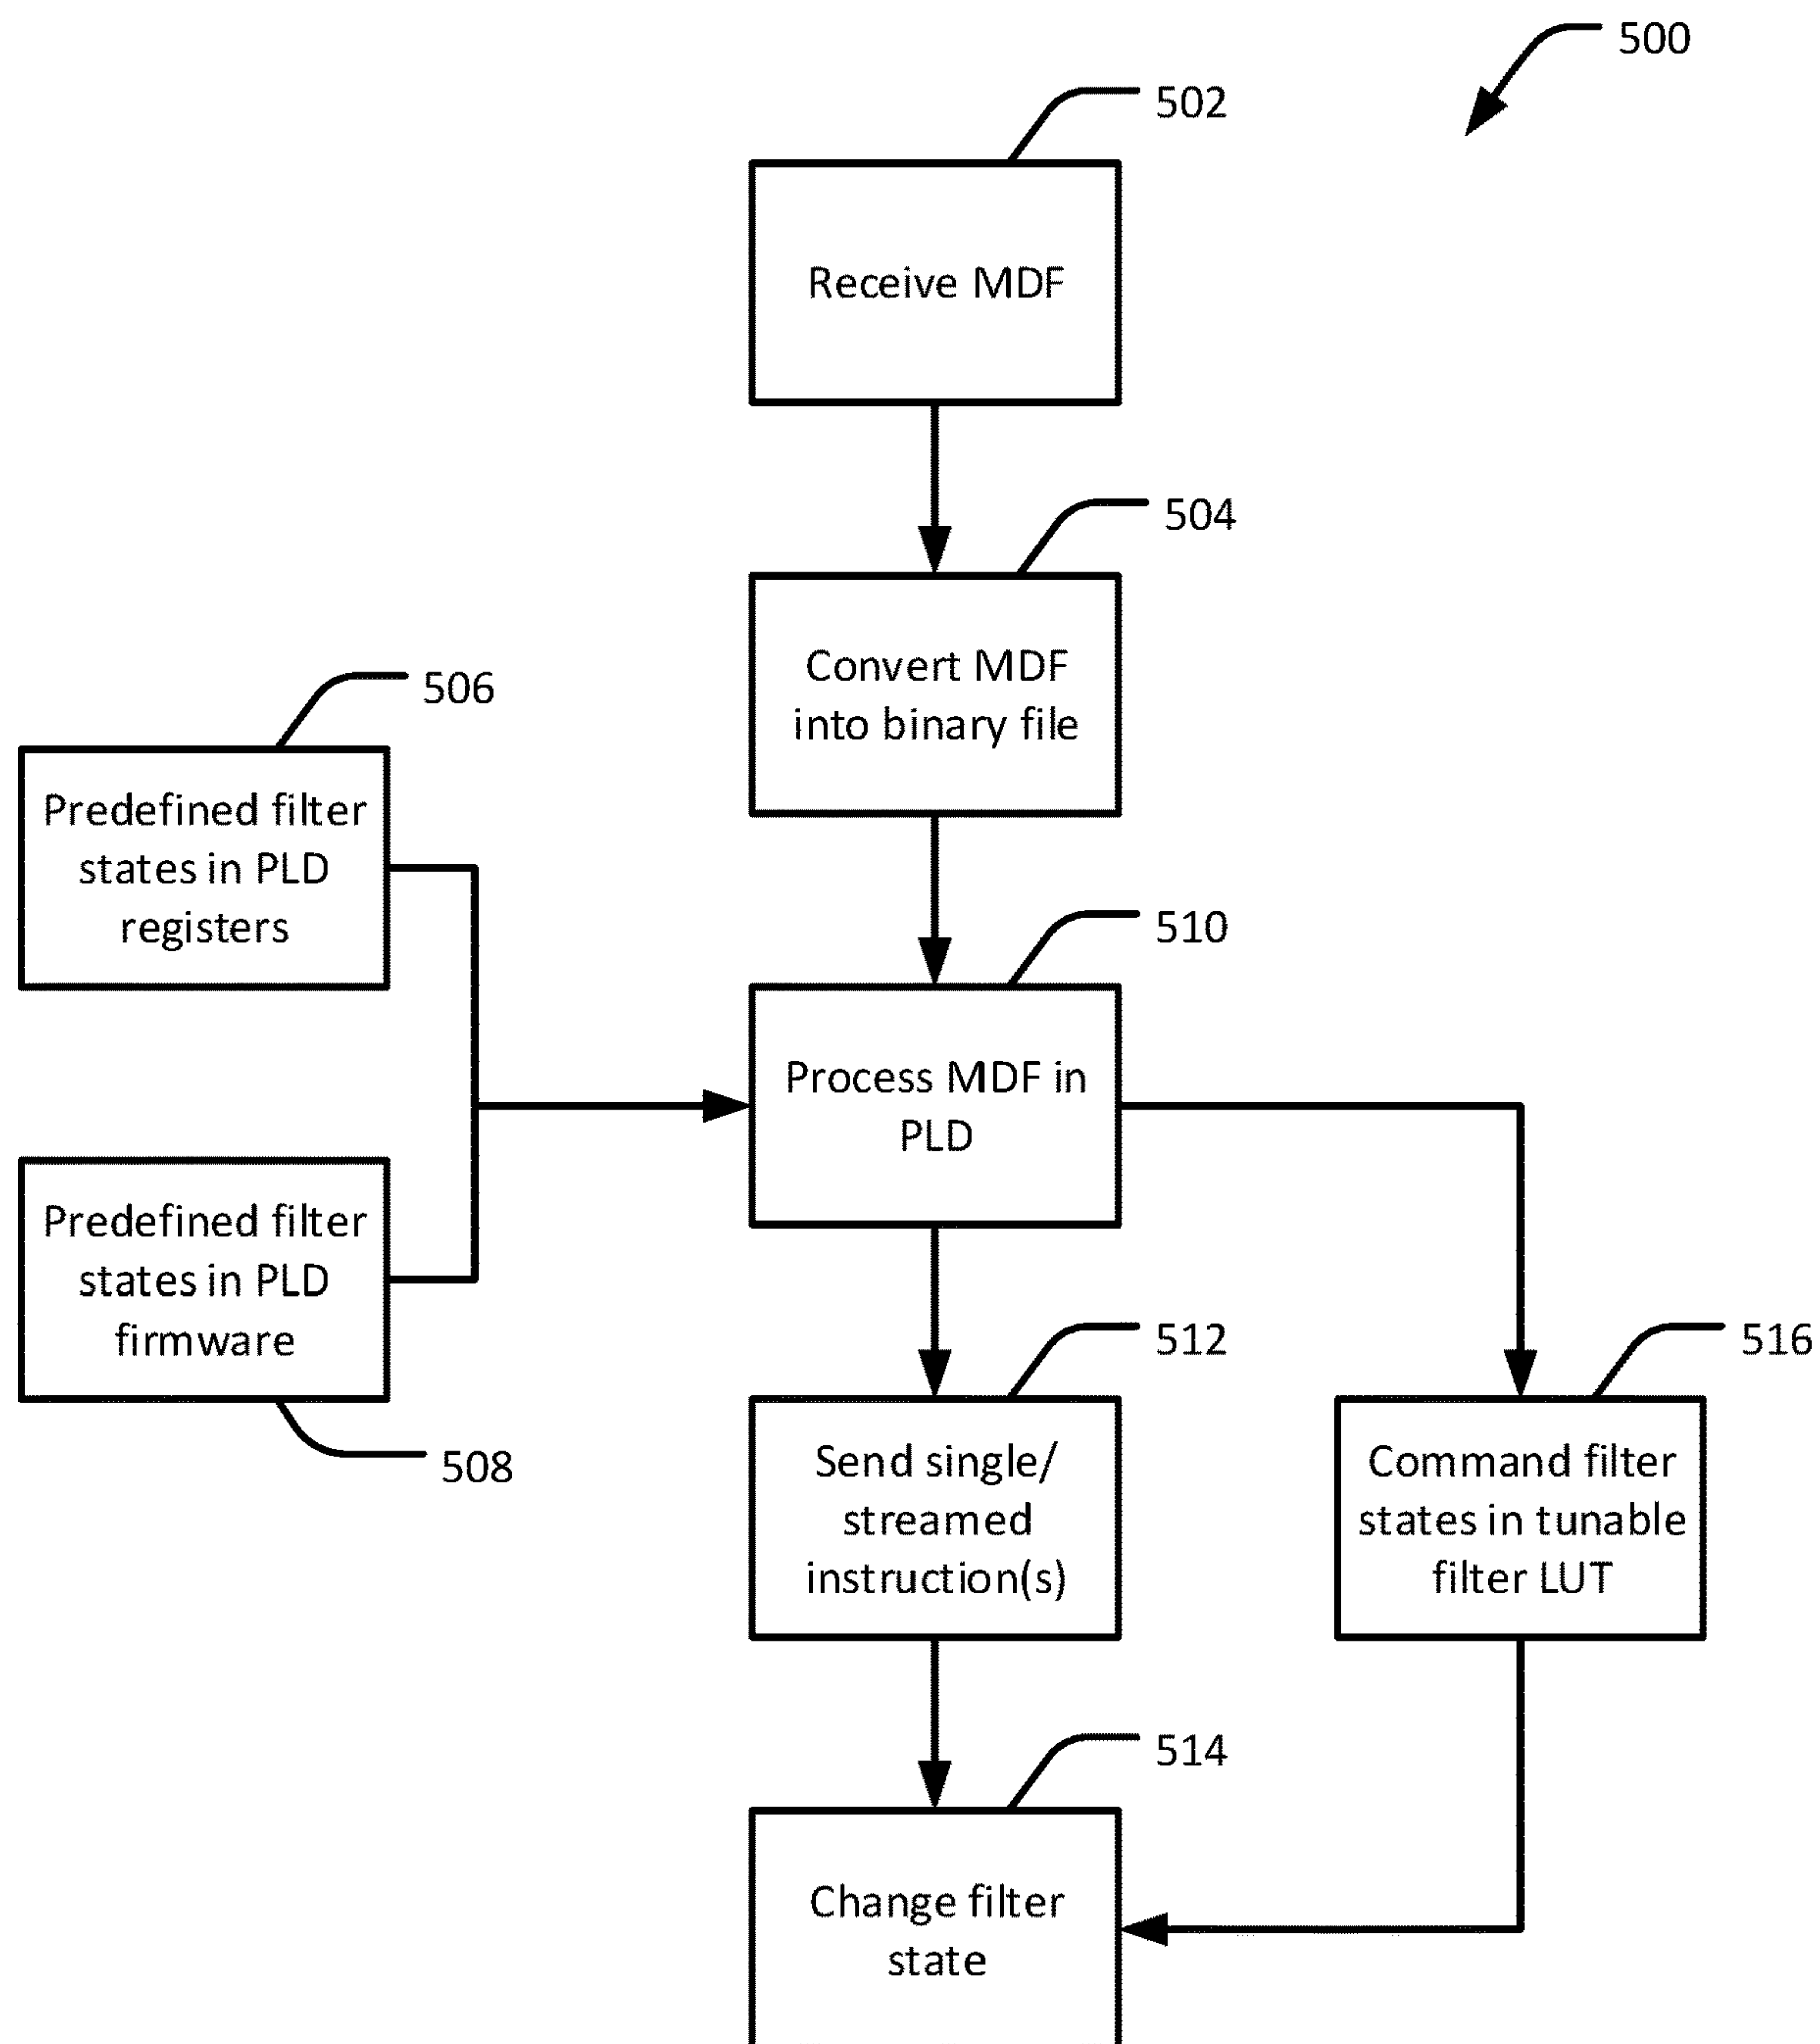 500
502
Receive MDF
504
Convert MDF
into binary file
506
Predefined filter
states in PLD
registers
510
Process MDF in
PLD
Predefined filter
states in PLD
firmware
508
512
Send single/
streamed
instruction(s)
516
Command filter
states in tunable
filter LUT
514
Change filter
state